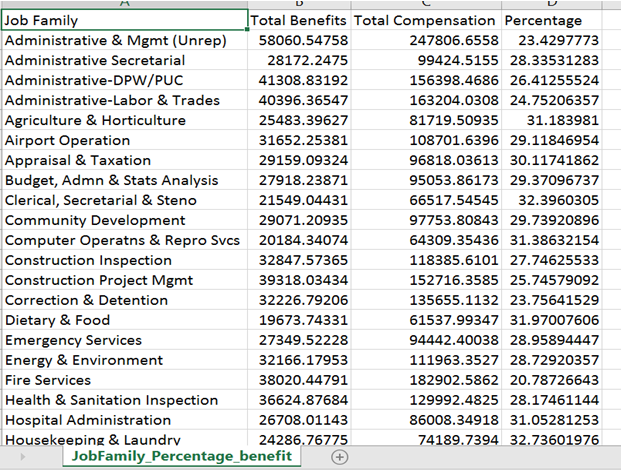 Job Family Total Benefits Total Compensation Percentage
Administrative & Mgmt (Unrep) 58060.54758 247806.6558 23.4297773
Administrative Secretarial 28172.2475 99424.5155 28.33531283
Administrative-DPW/PUC 41308.83192 156398.4686 26.41255524
Administrative-Labor & Trades 40396.36547 163204.0308 24.75206357
Agriculture & Horticulture 25483.39627 81719.50935 31.183981
Airport Operation 31652.25381 108701.6396 29.11846954
Appraisal & Taxation 29159.09324 96818.03613 30.11741862
Budget, Admn & Stats Analysis 27918.23871 95053.86173 29.37096737
Clerical, Secretarial & Steno 21549.04431 66517.54545 32.3960305
Community Development 29071.20935 97753.80843 29.73920896
Computer Operatns & Repro Svcs 20184.34074 64309.35436 31.38632154
Construction Inspection 32847.57365 118385.6101 27.74625533
Construction Project Mgmt 39318.03434 152716.3585 25.74579092
Correction & Detention 32226.79206 135655.1132 23.75641529
Dietary & Food 19673.74331 61537.99347 31.97007606
Emergency Services 27349.52228 94442.40038 28.95894447
Energy & Environment 32166.17953 111963.3527 28.72920357
Fire Services 38020.44791 182902.5862 20.78726643
Health & Sanitation Inspection 36624.87684 129992.4825 28.17461144
Hospital Administration 26708.01143 86008.34918 31.05281253
Housekeeping & Laundry 24286.76775 74189.7394 32.73601976
JobFamily_Percentage_benefit